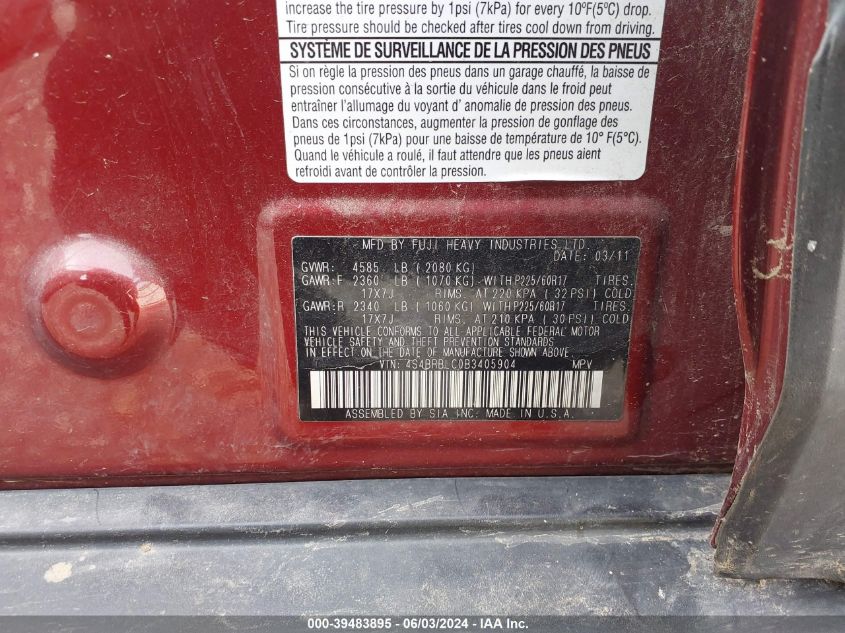 increase the tire pressure by 1psi (7kPa) for every 10ºF(5ºC) drop.
Tire pressure should be checked after tires cool down from driving.
SYSTÈME DE SURVEILLANCE DE LA PRESSION DES PNEUS
Si on règle la pression des pneus dans un garage chauffé, la baisse de
pression consécutive à la sortie du véhicule dans le froid peut
entraîner l'allumage du voyant d' anomalie de pression des pneus.
Dans ces circonstances, augmenter la pression de gonflage des
pneus de 1psi (7kPa) pour une baisse de température de 10° F(5°C).
Quand le véhicule a roulé, il faut attendre que les pneus aient
refroidi avant de contrôler la pression.
MFD BY FUJI HEAVY INDUSTRIES LTD.
DATE: 03/11
GVWR: 4585 LB ( 2080 KG)
GAWR:F 2360 LB ( 1070 KG) WITH P225/60R17 TIRES,
17X7J RIMS, AT 220 KPA ( 32 PSI) COLD
GAWR:R 2340 LB ( 1060 KG) WITH P225/60R17 TIRES,
17X7J RIMS, AT 210 KPA ( 30 PSI) COLD
THIS VEHICLE CONFORMS TO ALL APPLICABLE FEDERAL MOTOR
VEHICLE SAFETY AND THEFT PREVENTION STANDARDS
IN EFFECT ON THE DATE OF MANUFACTURE SHOWN ABOVE.
VIN: MPV
ASSEMBLED BY SIA INC: MADE IN U.S.A.
000-39483895 - 06/03/2024 - IAA Inc.